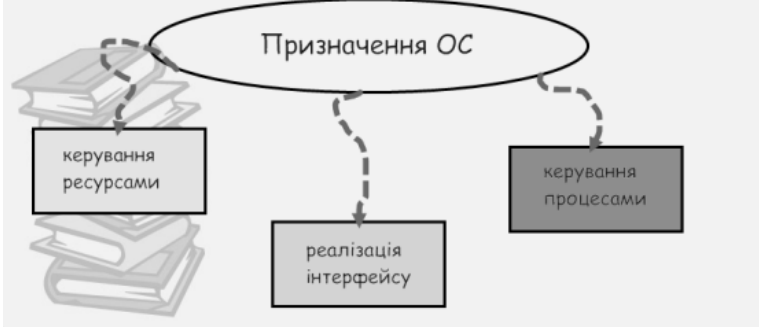 Призначення ОС
керування
ресурсами
реалізація
інтерфейсу
керування
процесами